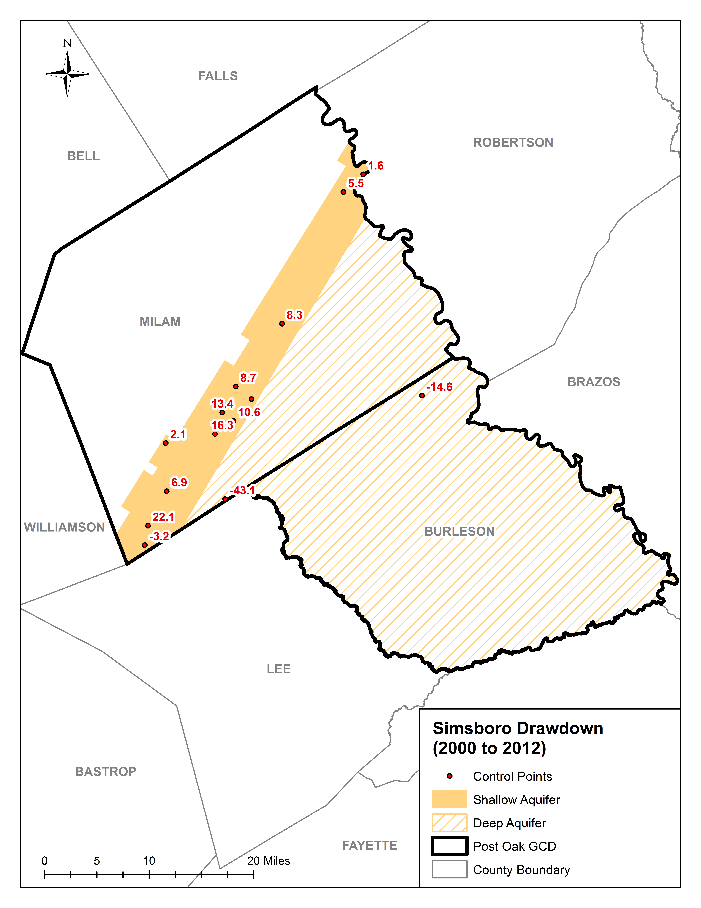 N
FALLS
ROBERTSON
BELL
1.6
5.5
8.3
MILAM
8.7
-14.6
BRAZOS
13.4
10.6
16.3
2.1
6.9
-43.1
22.1
WILLIAMSON
-3.2
BURLESON
LEE
BASTROP
FAYETTE
Simsboro Drawdown
(2000 to 2012)
Control Points
Shallow Aquifer
Deep Aquifer
Post Oak GCD
County Boundary
0 5 10 20 Miles